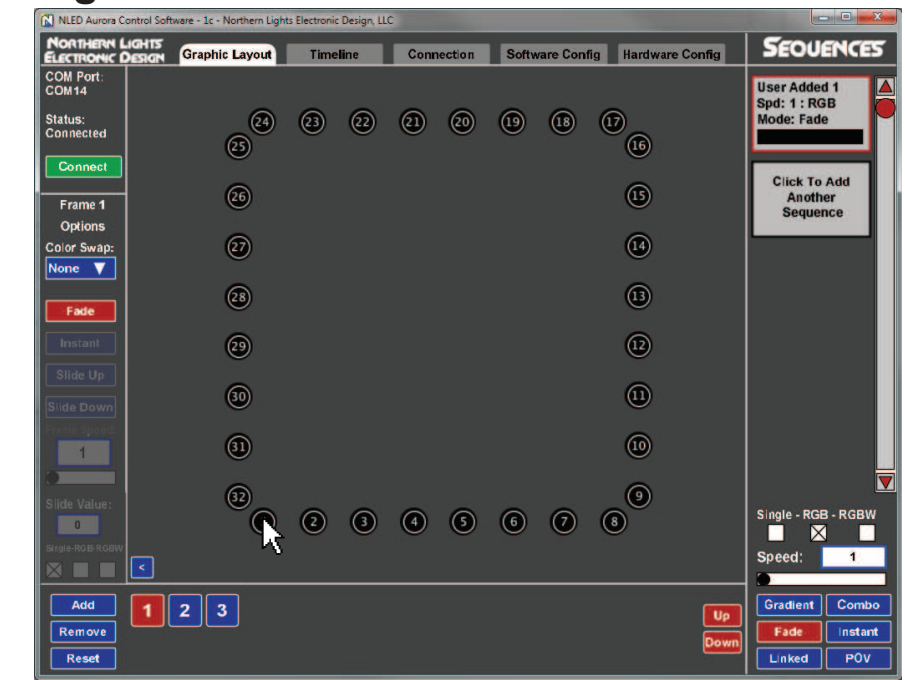 NLED Aurora Control Software - 1c - Northern Lights Electronic Design, LLC
NORTHERN LIGHTS
ELECTRONIC DESIGN
Graphic Layout
Timeline
Connection
Software Config
Hardware Config
SEQUENCES
COM Port:
COM14
Status:
Connected
Connect
Frame 1
Options
Color Swap:
None
Fade
Instant
Slide Up
Slide Down
Frame Speed:
1
Slide Value:
0
Single-RGB-RGBW
24 23 22 21 20 19 18 17
25 16
26 15
27 14
28 13
29 12
30 11
31 10
32 9
2 3 4 5 6 7 8
<
User Added 1
Spd: 1 : RGB
Mode: Fade
Click To Add
Another
Sequence
Single - RGB - RGBW
Speed: 1
Add
Remove
Reset
1 2 3
Up
Down
Gradient Combo
Fade Instant
Linked POV